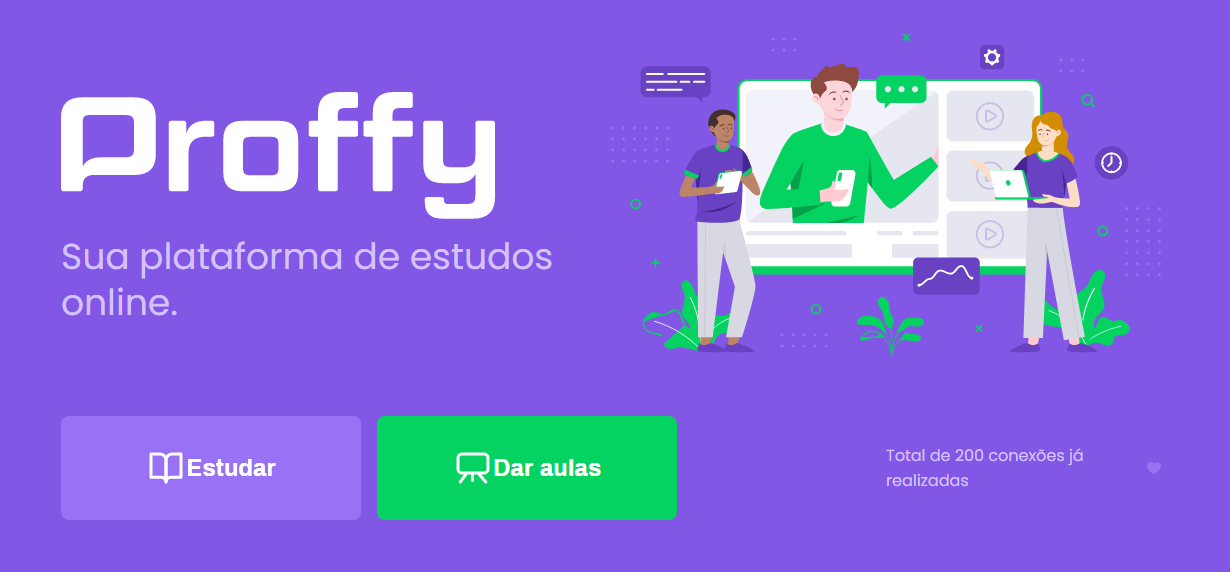 Proffy
Sua plataforma de estudos
online.
Estudar
Dar aulas
Total de 200 conexões já
realizadas